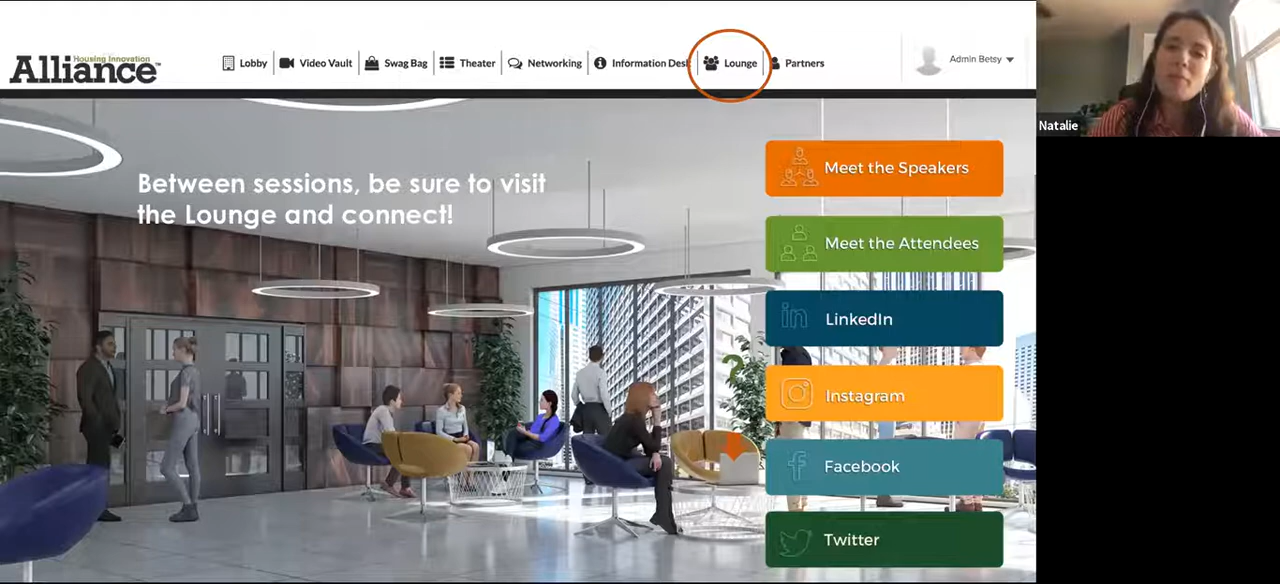 Housing Innovation
Alliance™
Lobby
Video Vault
Swag Bag
Theater
Networking
Information Desk
Lounge
Partners
Admin Betsy
Natalie
Between sessions, be sure to visit
the Lounge and connect!
Meet the Speakers
Meet the Attendees
LinkedIn
Instagram
Facebook
Twitter